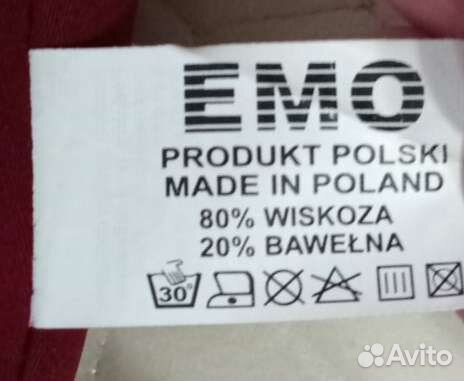 EMO
PRODUKT POLSKI
MADE IN POLAND
80% WISKOZA
20% BAWEŁNA
30°
Avito